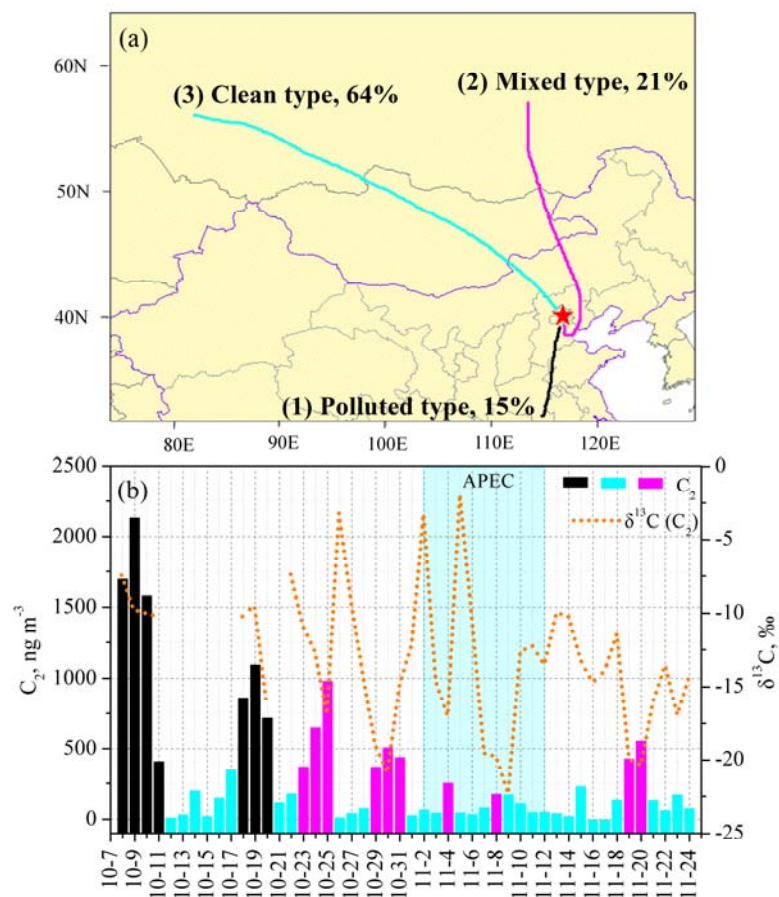 (a)
60N
(2) Mixed type, 21%
(3) Clean type, 64%
50N
40N
(1) Polluted type, 15%
80E 90E 100E 110E 120E
2500 0
(b) APEC C₂
δ¹³C (C₂)
2000 -5
1500 -10
C₂, ng m⁻³ δ¹³C, ‰
1000 -15
500 -20
0
-25
10-7 10-9 10-11 10-13 10-15 10-17 10-19 10-21 10-23 10-25 10-27 10-29 10-31 11-2 11-4 11-6 11-8 11-10 11-12 11-14 11-16 11-18 11-20 11-22 11-24